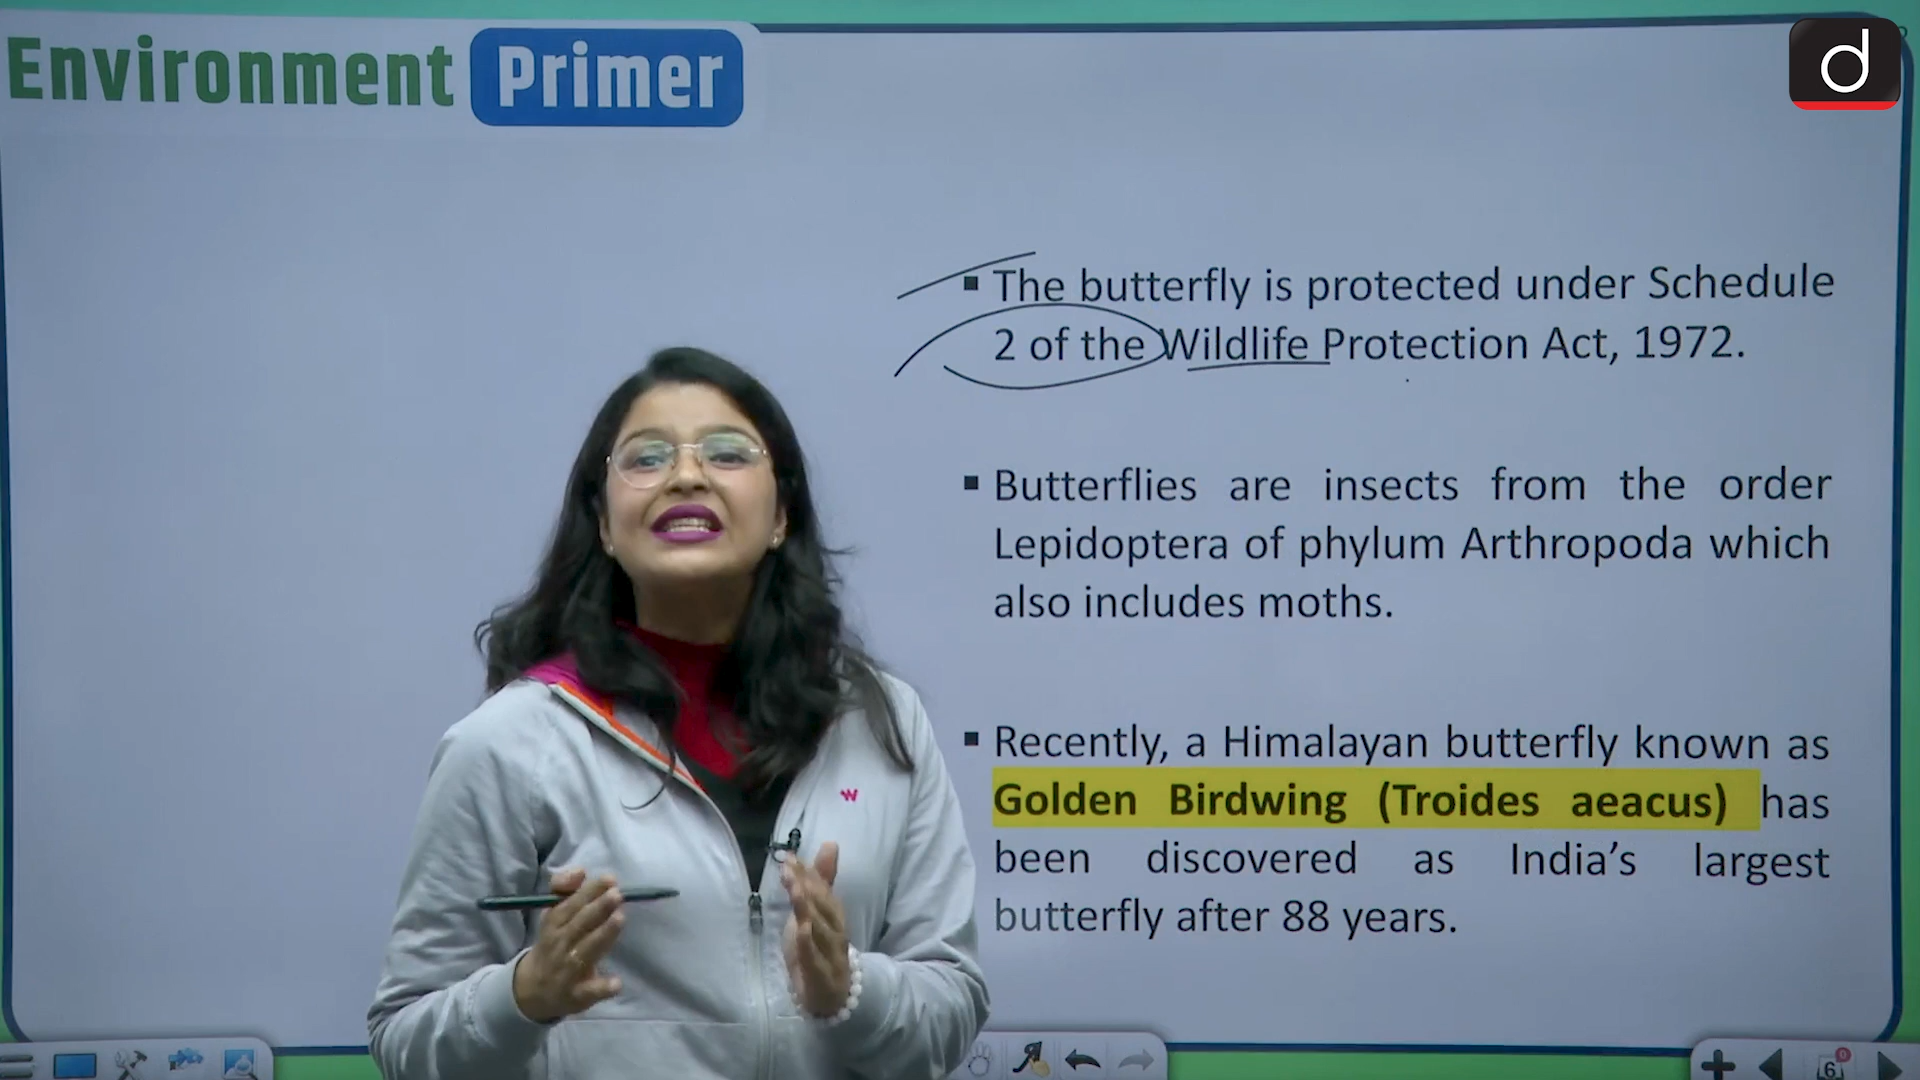 Environment Primer
d
▪ The butterfly is protected under Schedule
2 of the Wildlife Protection Act, 1972.
▪ Butterflies are insects from the order
Lepidoptera of phylum Arthropoda which
also includes moths.
▪ Recently, a Himalayan butterfly known as
Golden Birdwing (Troides aeacus) has
been discovered as India’s largest
butterfly after 88 years.
W
6
0